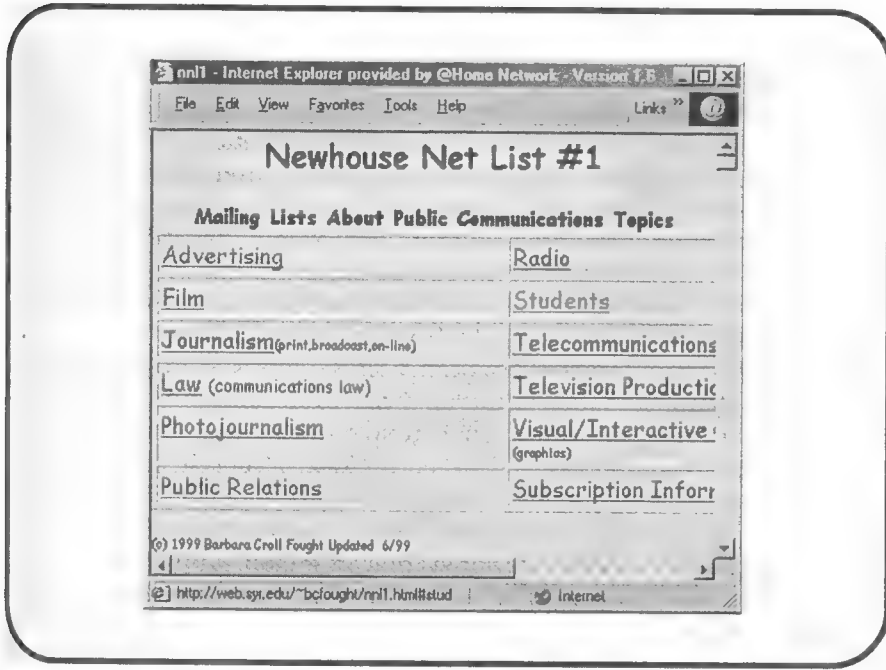 nnl1 - Internet Explorer provided by @Home Network - Version 1.6
File Edit View Favorites Tools Help Links »
Newhouse Net List #1
Mailing Lists About Public Communications Topics
Advertising Radio
Film Students
Journalism(print,broadcast,on-line) Telecommunications
Law (communications law) Television Productic
Photojournalism Visual/Interactive
(graphics)
Public Relations Subscription Inforr
(c) 1999 Barbara Croll Fought Updated 6/99
http://web.syr.edu/~bcfought/nnl1.html#stud Internet